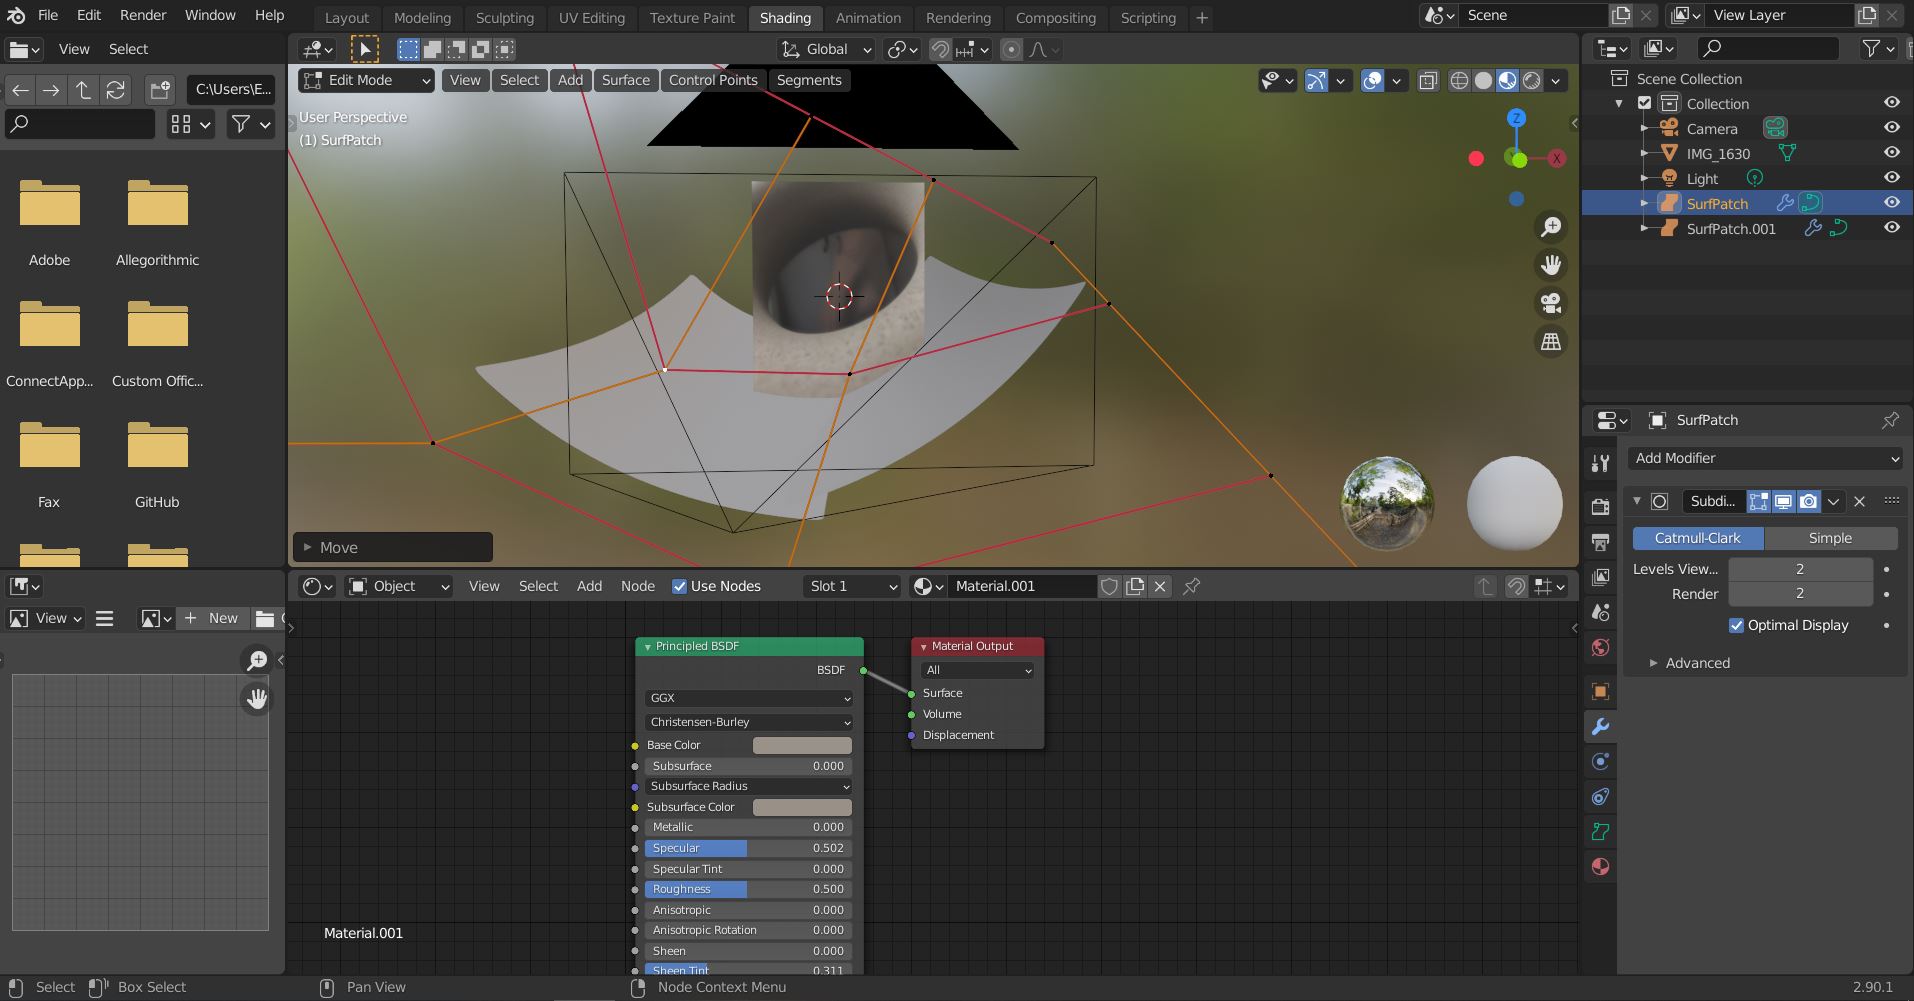 File Edit Render Window Help Layout Modeling Sculpting UV Editing Texture Paint Shading Animation Rendering Compositing Scripting + Scene View Layer
View Select
Global
C:\Users\E...
Edit Mode View Select Add Surface Control Points Segments
User Perspective
(1) SurfPatch
Z
X
Move
Adobe
Allegorithmic
ConnectApp...
Custom Offic...
Fax
GitHub
Scene Collection
Collection
Camera
IMG_1630
Light
SurfPatch
SurfPatch.001
SurfPatch
Add Modifier
Subdi...
Catmull-Clark Simple
Levels View... 2
Render 2
Optimal Display
Advanced
View New
Object View Select Add Node Use Nodes Slot 1 Material.001
Principled BSDF
BSDF
GGX
Christensen-Burley
Base Color
Subsurface 0.000
Subsurface Radius
Subsurface Color
Metallic 0.000
Specular 0.502
Specular Tint 0.000
Roughness 0.500
Anisotropic 0.000
Anisotropic Rotation 0.000
Sheen 0.000
Sheen Tint 0.311
Material Output
All
Surface
Volume
Displacement
Material.001
Select Box Select Pan View Node Context Menu 2.90.1